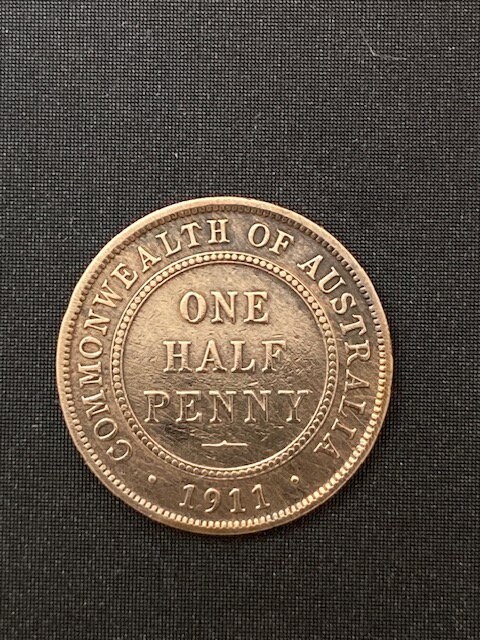 COMMONWEALTH OF AUSTRALIA
ONE
HALF
PENNY
· 1911 ·